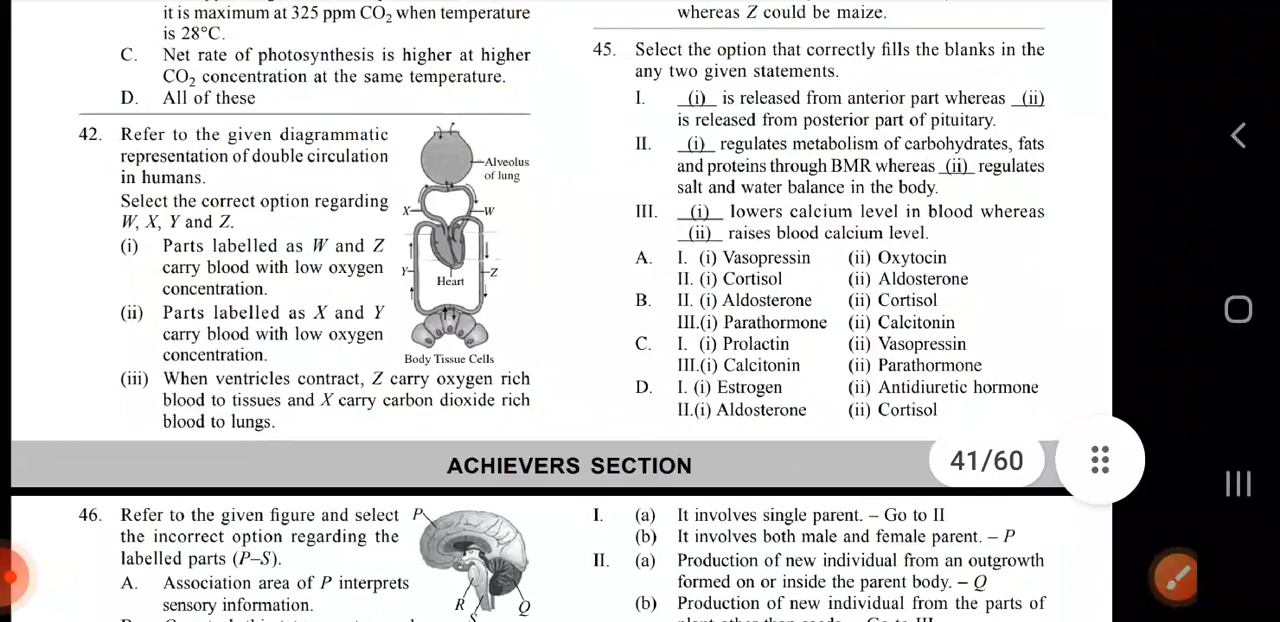 it is maximum at 325 ppm CO₂ when temperature
is 28°C.
C. Net rate of photosynthesis is higher at higher
CO₂ concentration at the same temperature.
D. All of these
42. Refer to the given diagrammatic
representation of double circulation
in humans.
Select the correct option regarding
W, X, Y and Z.
(i) Parts labelled as W and Z
carry blood with low oxygen
concentration.
(ii) Parts labelled as X and Y
carry blood with low oxygen
concentration.
(iii) When ventricles contract, Z carry oxygen rich
blood to tissues and X carry carbon dioxide rich
blood to lungs.
Alveolus
of lung
X
W
Y
Z
Heart
Body Tissue Cells
whereas Z could be maize.
45. Select the option that correctly fills the blanks in the
any two given statements.
I. (i) is released from anterior part whereas (ii)
is released from posterior part of pituitary.
II. (i) regulates metabolism of carbohydrates, fats
and proteins through BMR whereas (ii) regulates
salt and water balance in the body.
III. (i) lowers calcium level in blood whereas
(ii) raises blood calcium level.
A. I. (i) Vasopressin (ii) Oxytocin
II. (i) Cortisol (ii) Aldosterone
B. II. (i) Aldosterone (ii) Cortisol
III.(i) Parathormone (ii) Calcitonin
C. I. (i) Prolactin (ii) Vasopressin
III.(i) Calcitonin (ii) Parathormone
D. I. (i) Estrogen (ii) Antidiuretic hormone
II.(i) Aldosterone (ii) Cortisol
ACHIEVERS SECTION
41/60
46. Refer to the given figure and select
the incorrect option regarding the
labelled parts (P–S).
A. Association area of P interprets
sensory information.
P
R
Q
I. (a) It involves single parent. – Go to II
(b) It involves both male and female parent. – P
II. (a) Production of new individual from an outgrowth
formed on or inside the parent body. – Q
(b) Production of new individual from the parts of